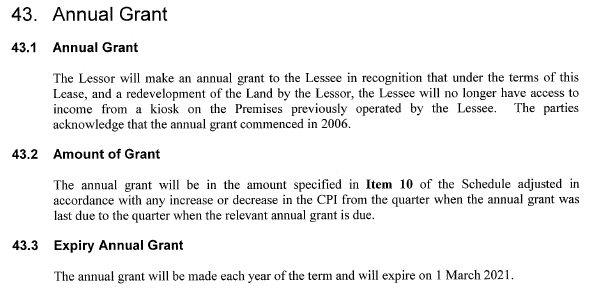 43. Annual Grant
43.1 Annual Grant
The Lessor will make an annual grant to the Lessee in recognition that under the terms of this
Lease, and a redevelopment of the Land by the Lessor, the Lessee will no longer have access to
income from a kiosk on the Premises previously operated by the Lessee. The parties
acknowledge that the annual grant commenced in 2006.
43.2 Amount of Grant
The annual grant will be in the amount specified in Item 10 of the Schedule adjusted in
accordance with any increase or decrease in the CPI from the quarter when the annual grant was
last due to the quarter when the relevant annual grant is due.
43.3 Expiry Annual Grant
The annual grant will be made each year of the term and will expire on 1 March 2021.